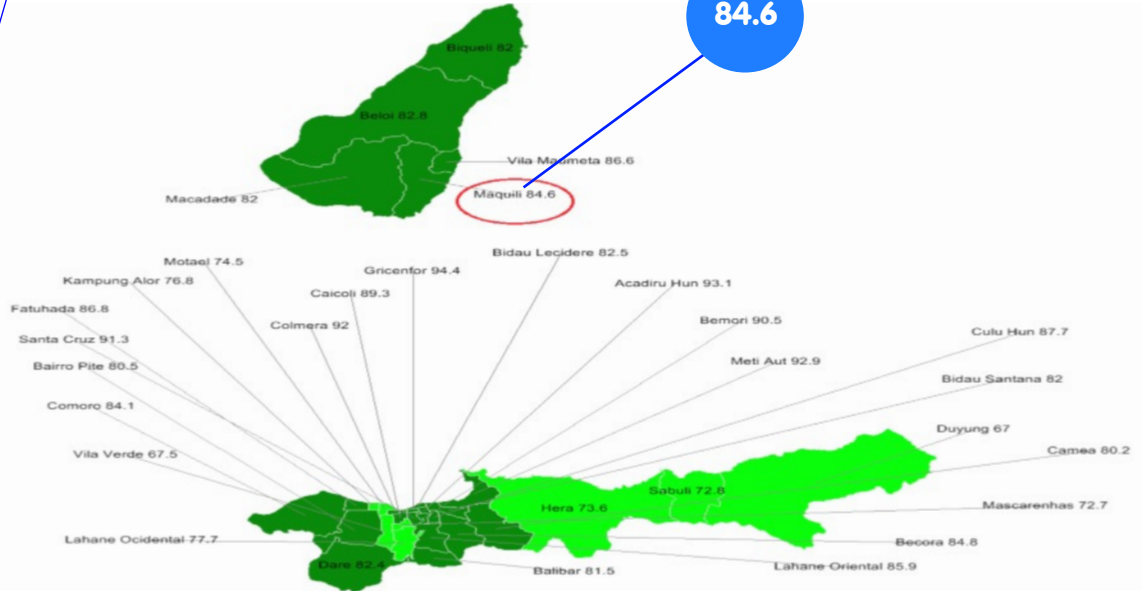 84.6
Biqueli 82
Beloi 82.8
Vila Maumeta 86.6
Maquili 84.6
Macadade 82
Bidau Lecidere 82.5
Motael 74.5
Gricenfor 94.4
Kampung Alor 76.8
Acadiru Hun 93.1
Caicoli 89.3
Fatuhada 86.8
Bemori 90.5
Colmera 92
Culu Hun 87.7
Santa Cruz 91.3
Meti Aut 92.9
Bairro Pite 80.5
Bidau Santana 82
Comoro 84.1
Duyung 67
Camea 80.2
Vila Verde 67.5
Sabuli 72.8
Mascarenhas 72.7
Hera 73.6
Lahane Ocidental 77.7
Becora 84.8
Dare 82.4
Lahane Oriental 85.9
Balibar 81.5